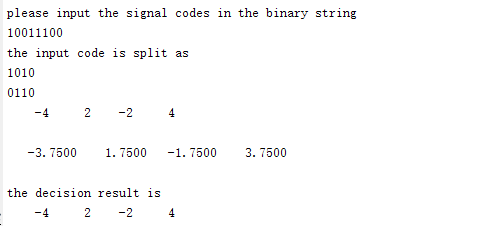 please input the signal codes in the binary string
10011100
the input code is split as
1010
0110
-4 2 -2 4
-3.7500 1.7500 -1.7500 3.7500
the decision result is
-4 2 -2 4